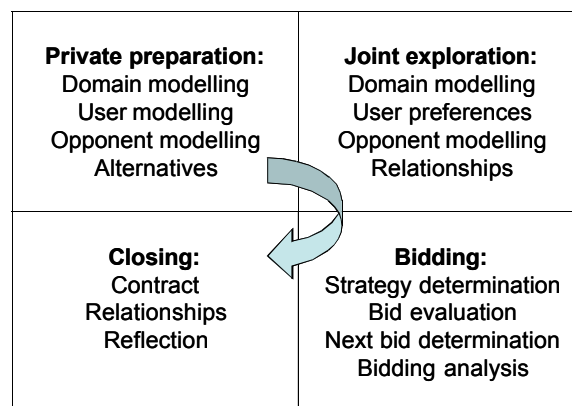 Private preparation:
Domain modelling
User modelling
Opponent modelling
Alternatives
Joint exploration:
Domain modelling
User preferences
Opponent modelling
Relationships
Closing:
Contract
Relationships
Reflection
Bidding:
Strategy determination
Bid evaluation
Next bid determination
Bidding analysis